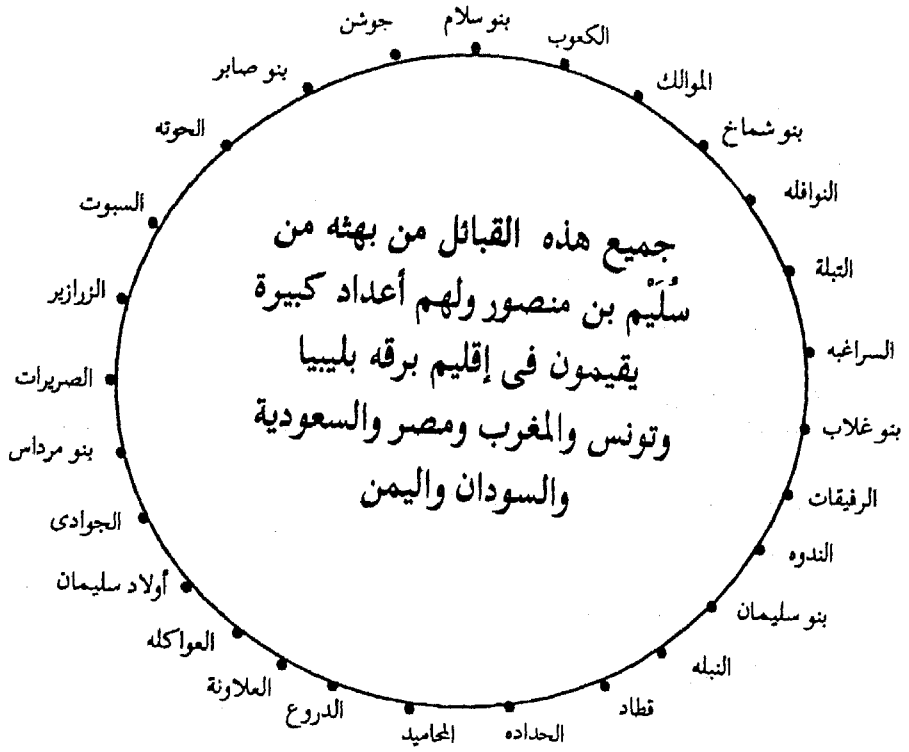 بنو سلام
الكعوب
الموالك
بنو شماخ
النوافله
التبلة
السراغبه
بنو غلاب
الرفيقات
الندوه
بنو سليمان
النبله
قطاد
الحداده
المحاميد
الدروع
العلاونة
العواكله
أولاد سليمان
الجوادى
بنو مرداس
الصريرات
الزرازير
السبوت
الحوته
بنو صابر
جوشن
جميع هذه القبائل من بهثه من
سُلَيْم بن منصور ولهم أعداد كبيرة
يقيمون فى إقليم برقه بليبيا
وتونس والمغرب ومصر والسعودية
والسودان واليمن